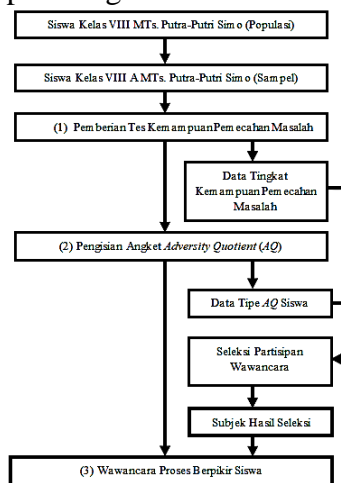 Siswa Kelas VIII MTs. Putra-Putri Simo (Populasi)
Siswa Kelas VIII A MTs. Putra-Putri Simo (Sampel)
(1) Pemberian Tes Kemampuan Pemecahan Masalah
Data Tingkat
Kemampuan Pemecahan
Masalah
(2) Pengisian Angket Adversity Quotient (AQ)
Data Tipe AQ Siswa
Seleksi Partisipan
Wawancara
Subjek Hasil Seleksi
(3) Wawancara Proses Berpikir Siswa